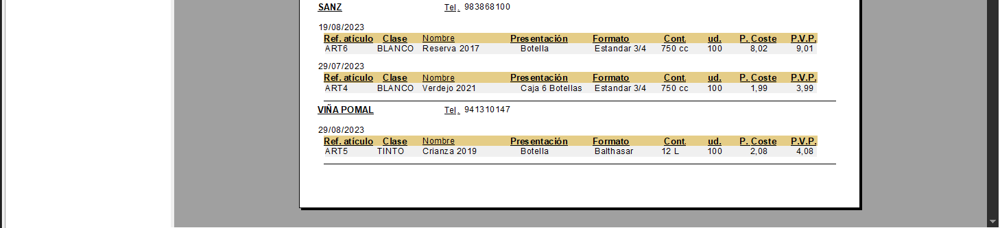 SANZ Tel. 983868100
19/08/2023
Ref. atículo Clase Nombre Presentación Formato Cont. ud. P. Coste P.V.P.
ART6 BLANCO Reserva 2017 Botella Estandar 3/4 750 cc 100 8,02 9,01
29/07/2023
Ref. atículo Clase Nombre Presentación Formato Cont. ud. P. Coste P.V.P.
ART4 BLANCO Verdejo 2021 Caja 6 Botellas Estandar 3/4 750 cc 100 1,99 3,99
VIÑA POMAL Tel. 941310147
29/08/2023
Ref. atículo Clase Nombre Presentación Formato Cont. ud. P. Coste P.V.P.
ART5 TINTO Crianza 2019 Botella Balthasar 12 L 100 2,08 4,08